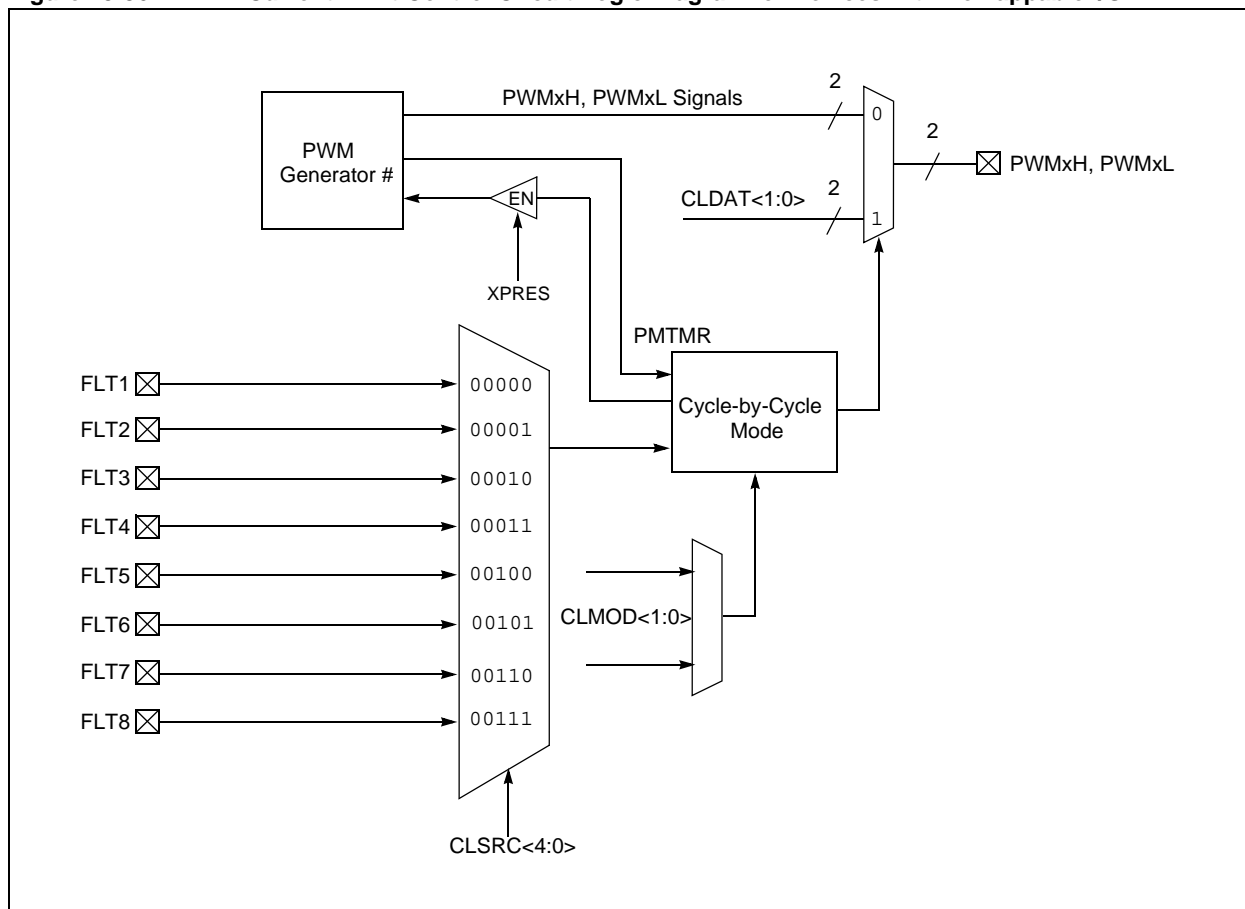 2
PWMxH, PWMxL Signals
0
2
PWM
Generator #
PWMxH, PWMxL
EN
2
CLDAT<1:0>
1
XPRES
PMTMR
FLT1
00000
Cycle-by-Cycle
Mode
FLT2
00001
FLT3
00010
FLT4
00011
FLT5
00100
FLT6
00101
CLMOD<1:0>
FLT7
00110
FLT8
00111
CLSRC<4:0>